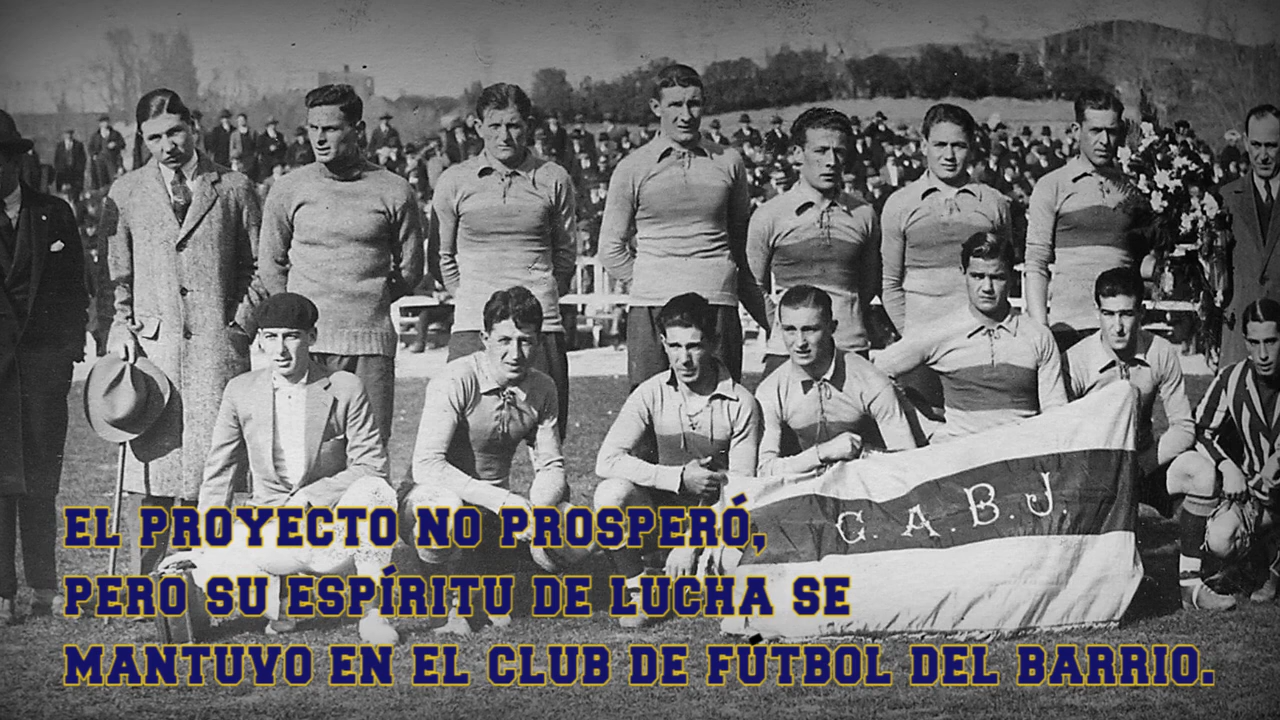 C.A.B.J.
EL PROYECTO NO PROSPERÓ,
PERO SU ESPÍRITU DE LUCHA SE
MANTUVO EN EL CLUB DE FÚTBOL DEL BARRIO.